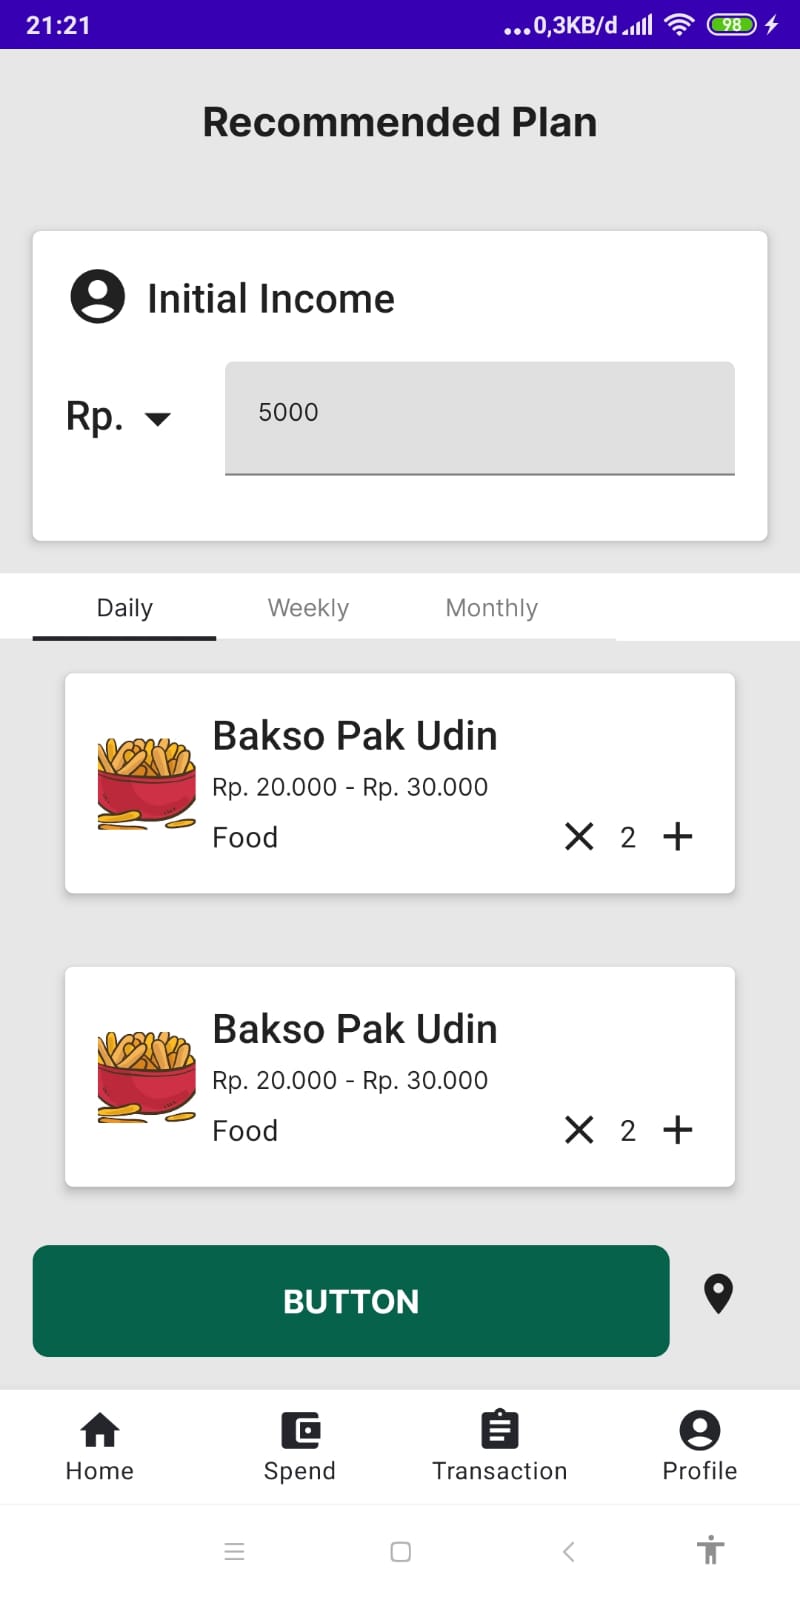 21:21
...0,3KB/d
98
Recommended Plan
Initial Income
Rp.
5000
Daily
Weekly
Monthly
Bakso Pak Udin
Rp. 20.000 - Rp. 30.000
Food
2
Bakso Pak Udin
Rp. 20.000 - Rp. 30.000
Food
2
BUTTON
Home
Spend
Transaction
Profile